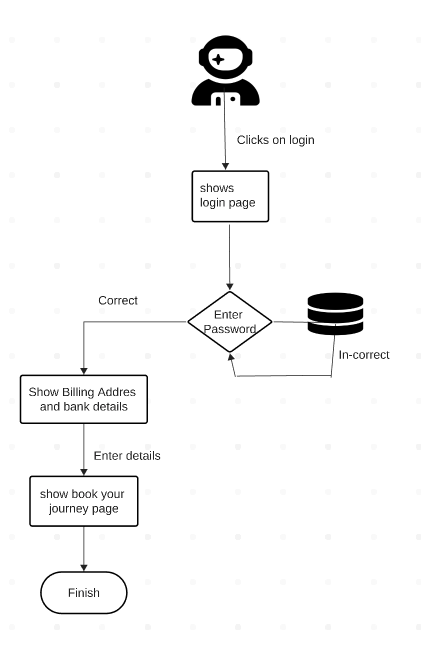 Clicks on login
shows
login page
Enter
Password
Correct
In-correct
Show Billing Addres
and bank details
Enter details
show book your
journey page
Finish